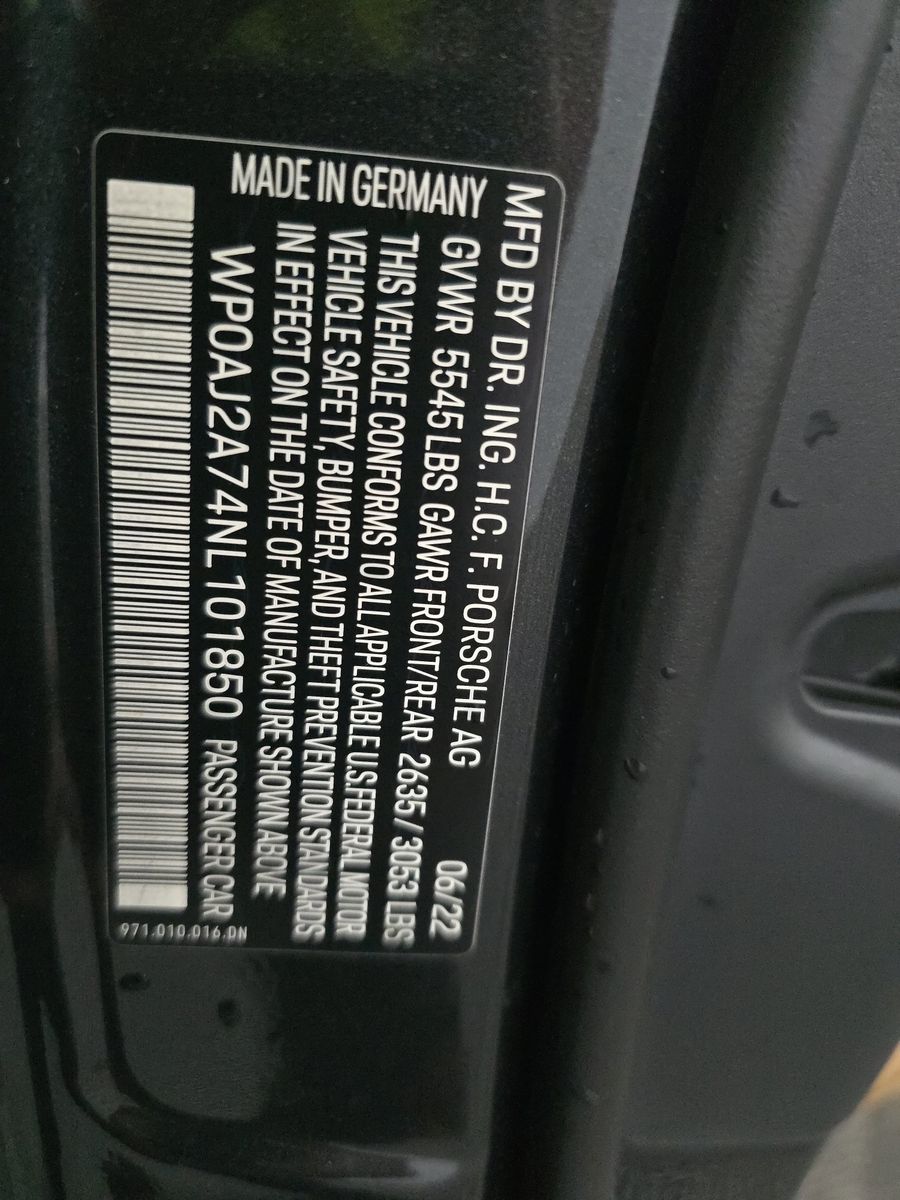 MFD BY DR. ING. H.C. F. PORSCHE AG 06/22
GVWR 5545 LBS GAWR FRONT/REAR 2635 / 3053 LBS
THIS VEHICLE CONFORMS TO ALL APPLICABLE U.S. FEDERAL MOTOR
VEHICLE SAFETY, BUMPER, AND THEFT PREVENTION STANDARDS
IN EFFECT ON THE DATE OF MANUFACTURE SHOWN ABOVE
MADE IN GERMANY
WP0AJ2A74NL101850 PASSENGER CAR
971.010.016.DN